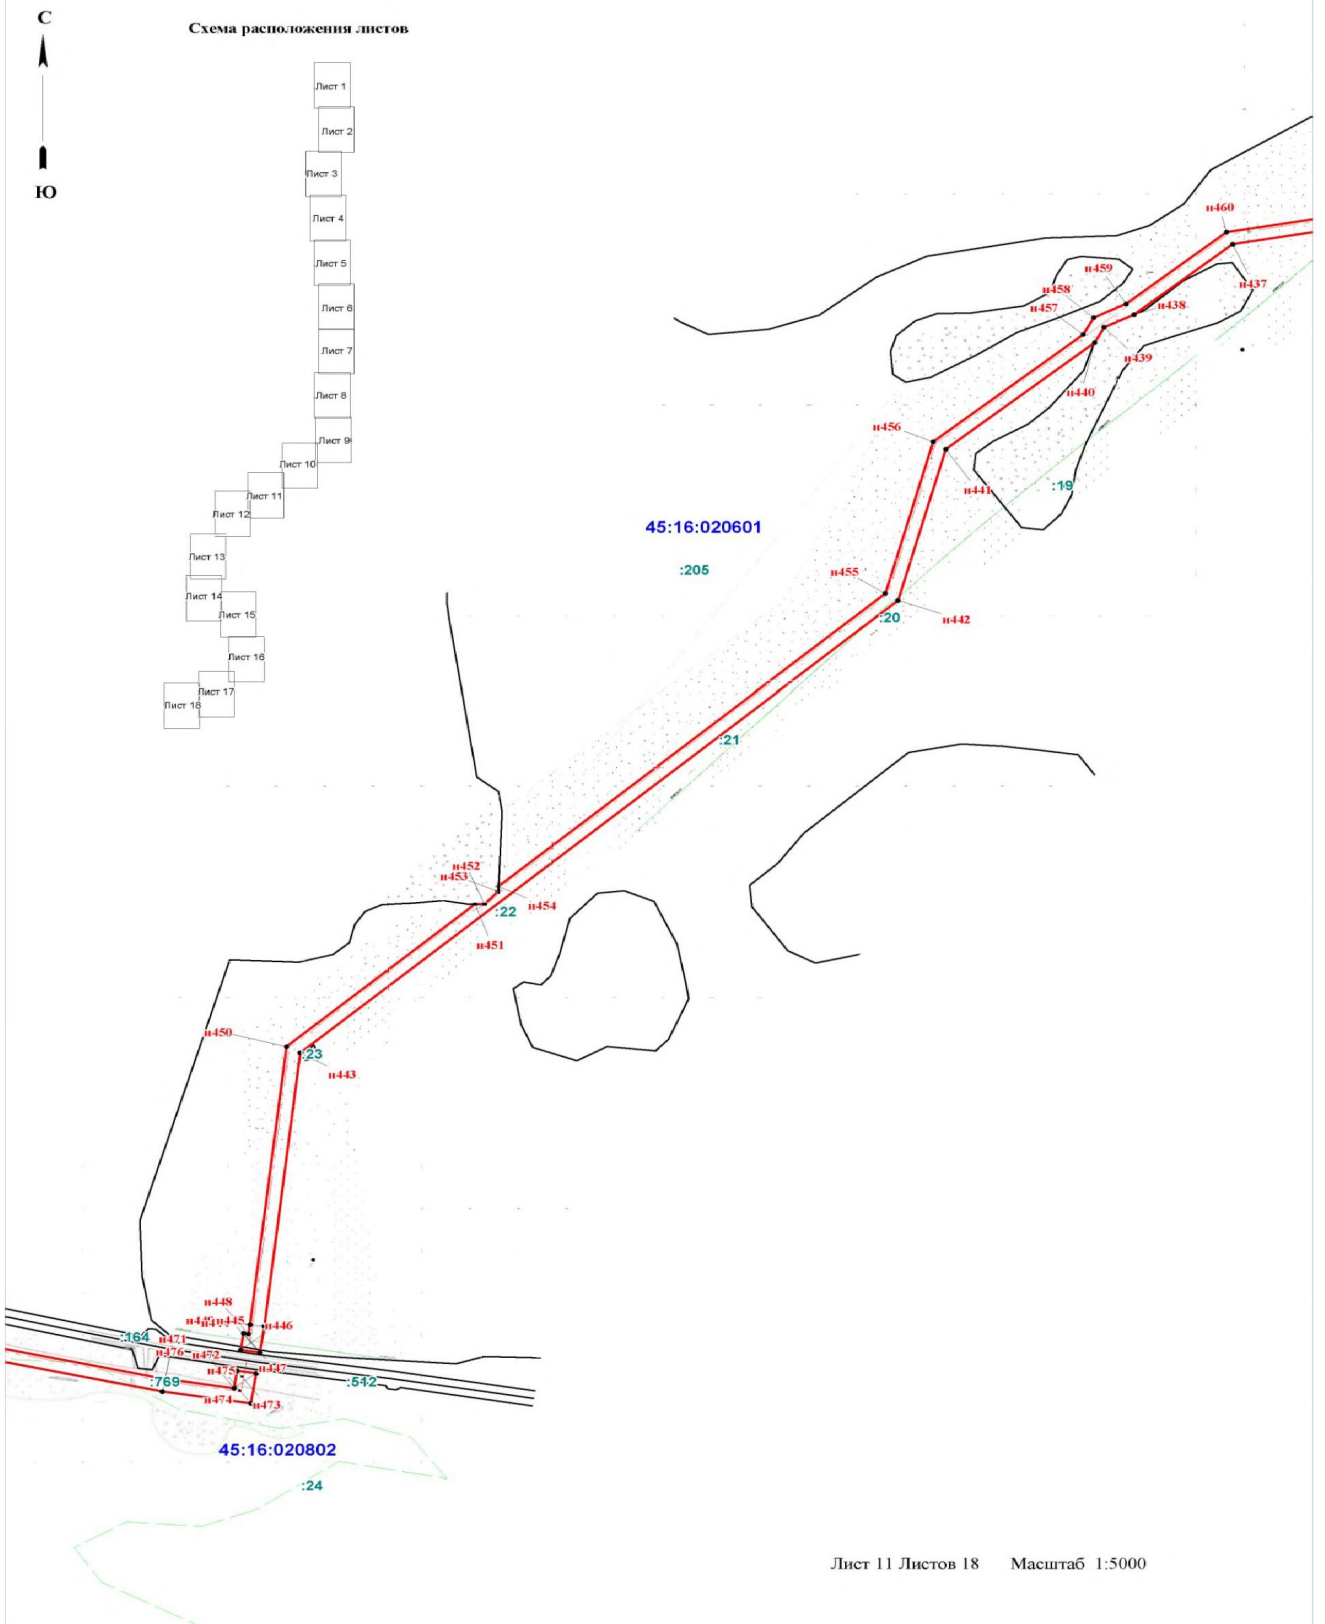 С
Схема расположения листов
Ю
Лист 1
Лист 2
Лист 3
Лист 4
Лист 5
Лист 6
Лист 7
Лист 8
Лист 9
Лист 10
Лист 11
Лист 12
Лист 13
Лист 14
Лист 15
Лист 16
Лист 17
Лист 18
н460
н459
н437
н458
н438
н457
н439
н440
н456
н441
:19
45:16:020601
:205
н455
:20
н442
:21
н452
н453
н454
:22
н451
н450
:23
н443
н448
н445
н446
:164
н471
н476
н472
н447
н475
:769
:512
н474
н473
45:16:020802
:24
Лист 11 Листов 18 Масштаб 1:5000